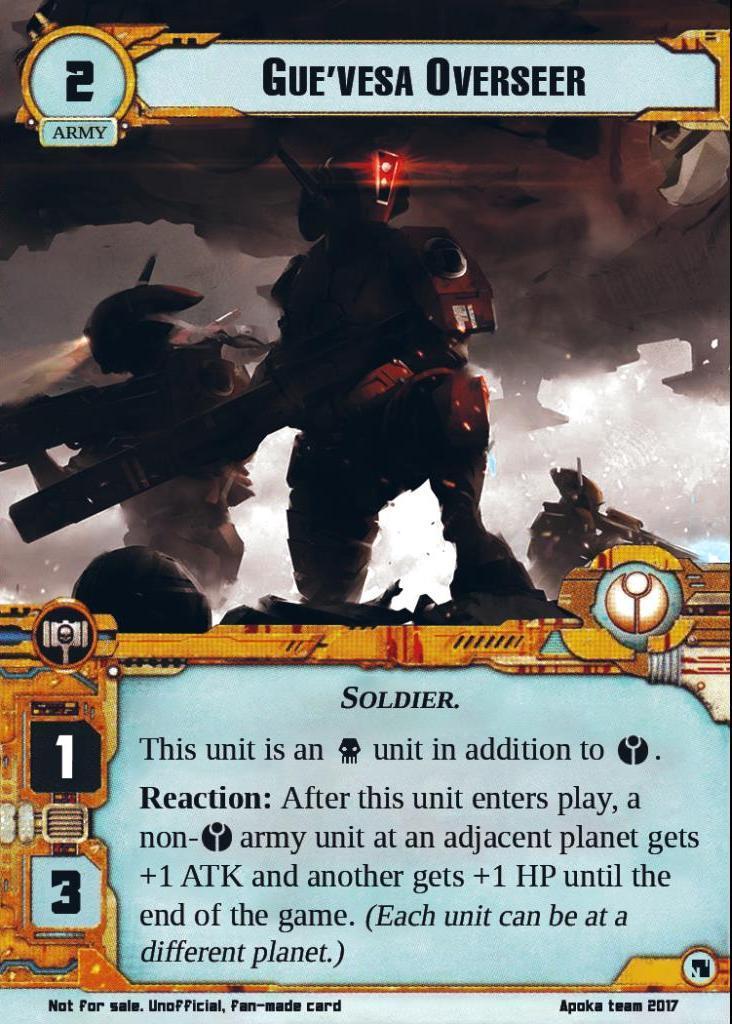 2
GUE'VESA OVERSEER
ARMY
SOLDIER.
1
This unit is an unit in addition to .
Reaction: After this unit enters play, a
non- army unit at an adjacent planet gets
+1 ATK and another gets +1 HP until the
3
end of the game. (Each unit can be at a
different planet.)
Not for sale. Unofficial, fan-made card
Apoka team 2017